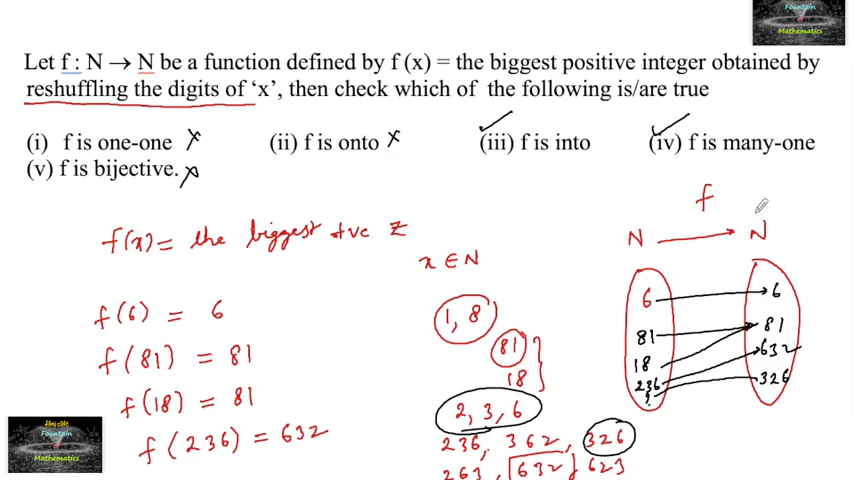 Fountain
Mathematics
Let f : N → N be a function defined by f (x) = the biggest positive integer obtained by
reshuffling the digits of ‘x’, then check which of the following is/are true
(i) f is one-one ✗ (ii) f is onto ✗ ✓(iii) f is into ✓(iv) f is many-one
(v) f is bijective. ✗
f
N → N
f(x) = the biggest +ve Z
x ∈ N
f(6) = 6
f(81) = 81
f(18) = 81
f(236) = 632
1, 8
81
18
2, 3, 6
236, 362, 326
263, 632, 623
6 6
81 81
18 632
236 326
?
Fountain
Mathematics